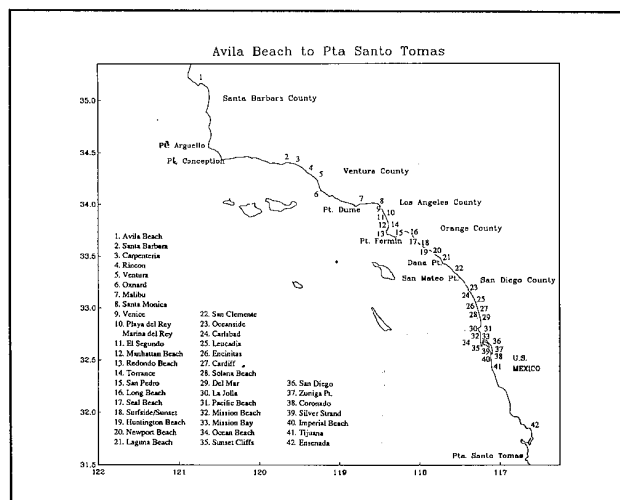 Avila Beach to Pta Santo Tomas
35.0
34.5
34.0
33.5
33.0
32.5
32.0
31.5
122
121
120
119
118
117
Santa Barbara County
Pt. Arguello
Pt. Conception
Ventura County
Pt. Dume
Los Angeles County
Orange County
Pt. Fermin
Dana Pt.
San Mateo Pt.
San Diego County
U.S.
MEXICO
Pta Santo Tomas
1
2
3
4
5
6
7
8
9
10
11
12
14
13
15
16
17
18
19
20
21
22
23
24
25
26
27
28
29
30
31
32
33
34
35
36
37
38
39
40
41
42
1. Avila Beach
2. Santa Barbara
3. Carpenteria
4. Rincon
5. Ventura
6. Oxnard
7. Malibu
8. Santa Monica
9. Venice
10. Playa del Rey
Marina del Rey
11. El Segundo
12. Manhattan Beach
13. Redondo Beach
14. Torrance
15. San Pedro
16. Long Beach
17. Seal Beach
18. Surfside/Sunset
19. Huntington Beach
20. Newport Beach
21. Laguna Beach
22. San Clemente
23. Oceanside
24. Carlsbad
25. Leucadia
26. Encinitas
27. Cardiff
28. Solana Beach
29. Del Mar
30. La Jolla
31. Pacific Beach
32. Mission Beach
33. Mission Bay
34. Ocean Beach
35. Sunset Cliffs
36. San Diego
37. Zuniga Pt.
38. Coronado
39. Silver Strand
40. Imperial Beach
41. Tijuana
42. Ensenada